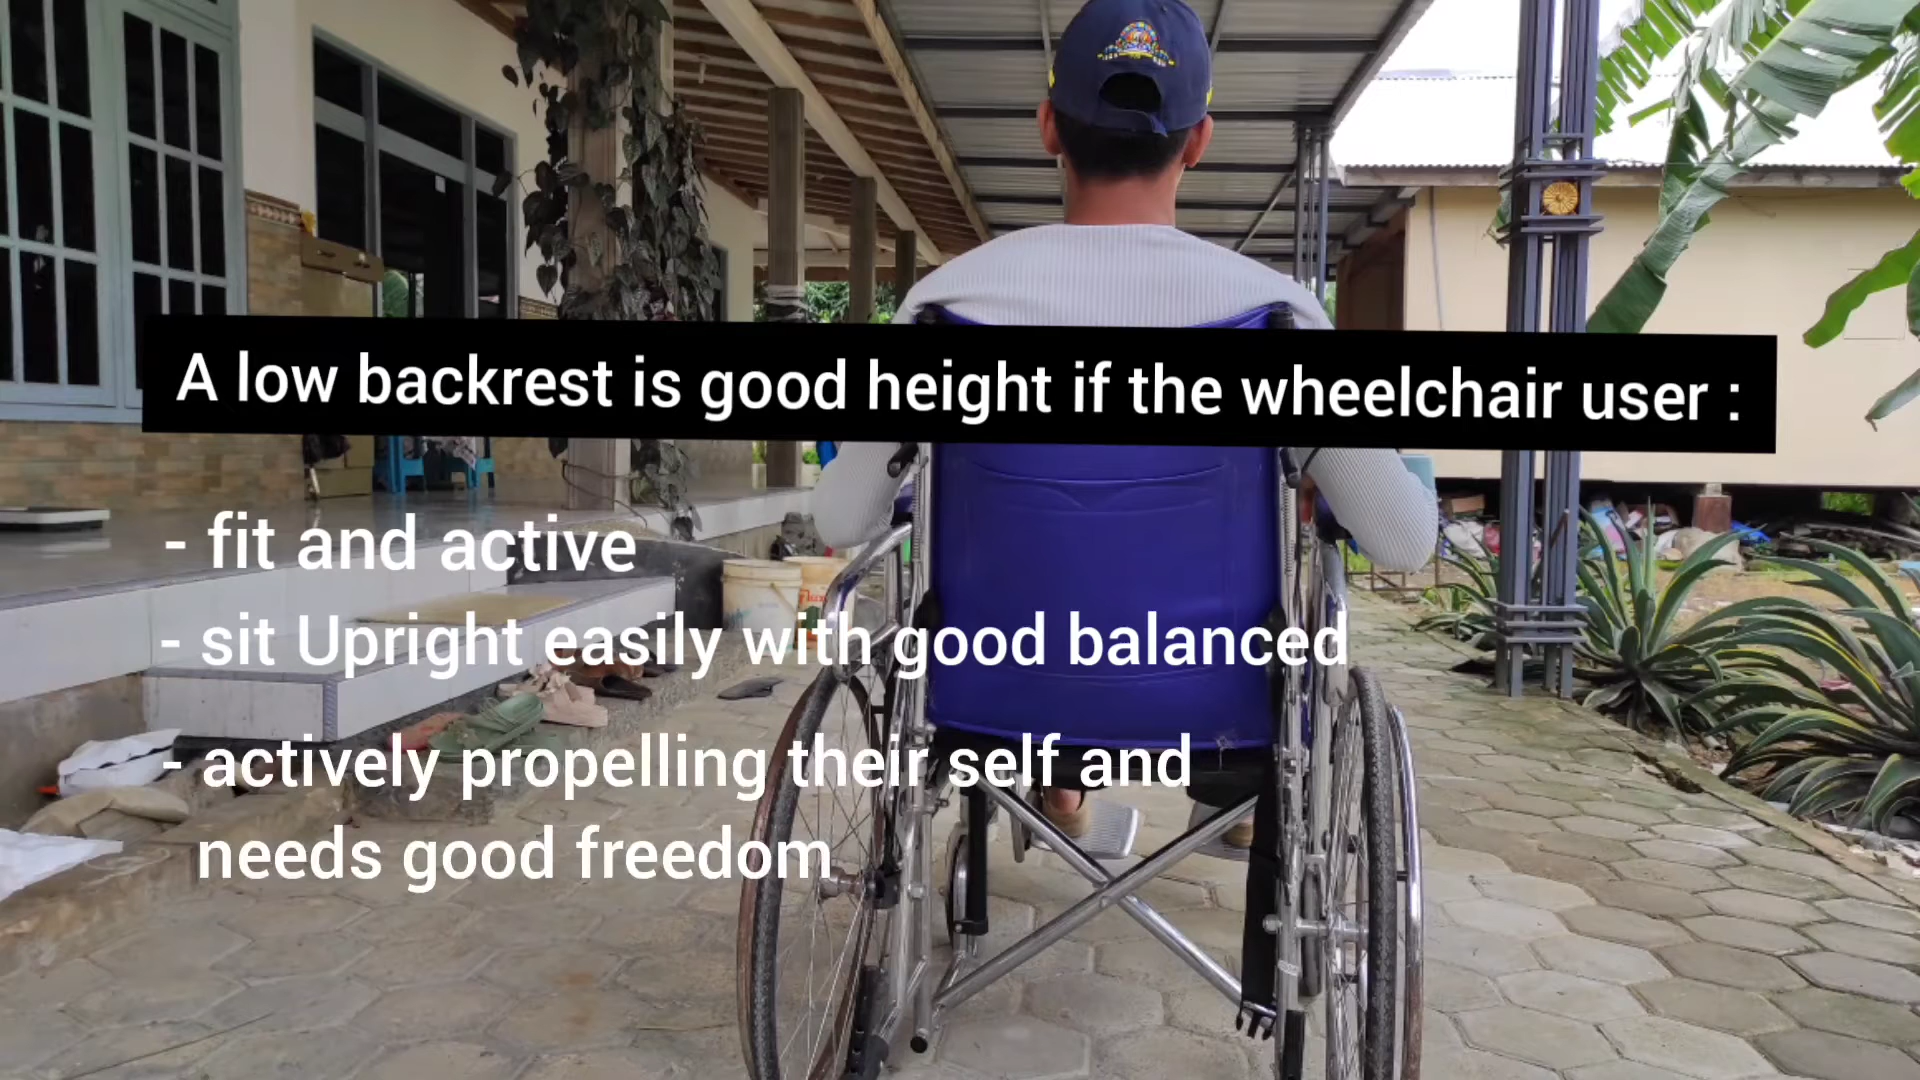 A low backrest is good height if the wheelchair user :
- fit and active
- sit Upright easily with good balanced
- actively propelling their self and
needs good freedom